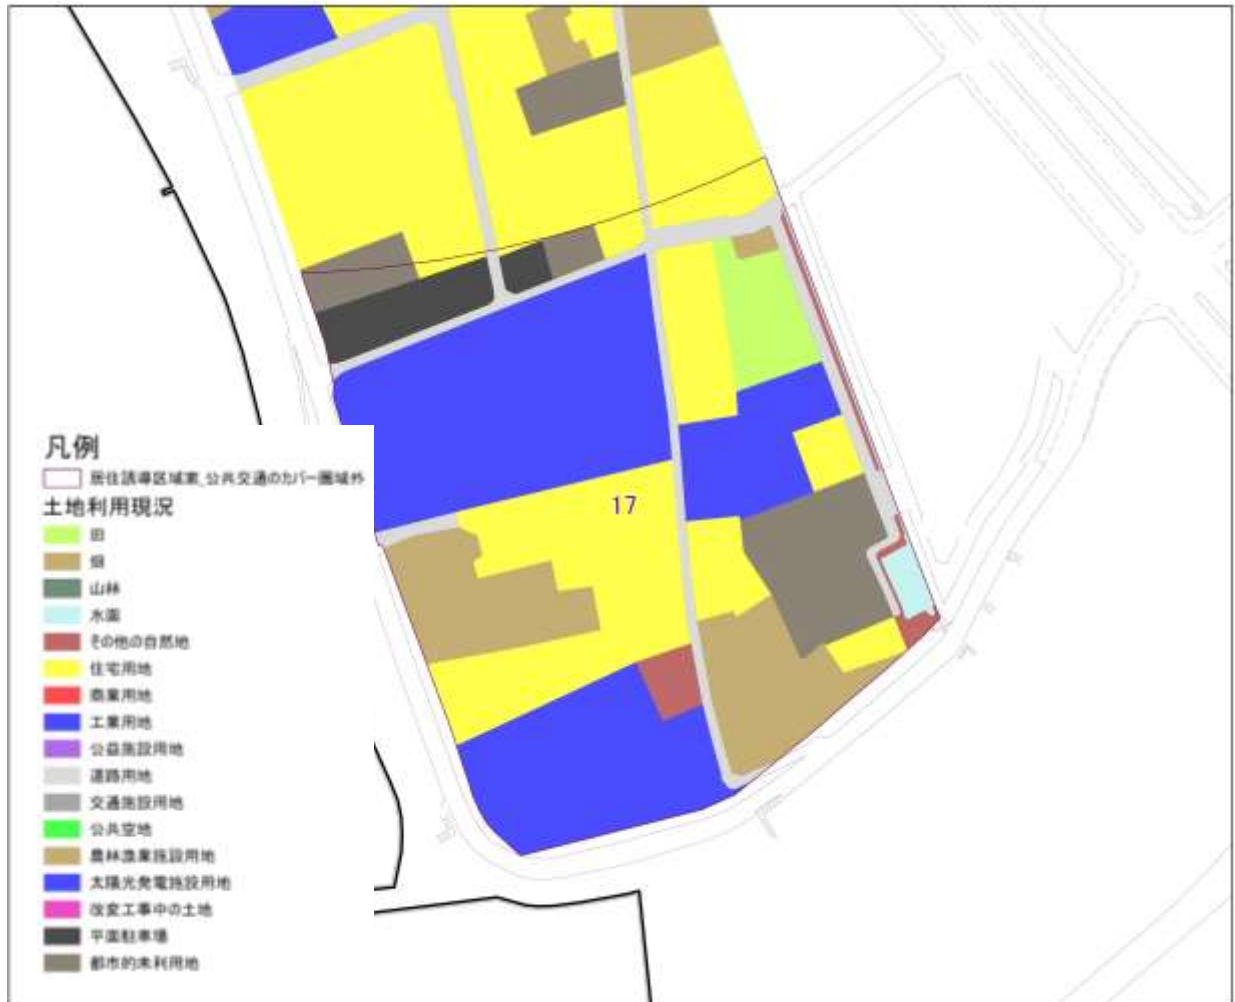 17
凡例
居住誘導区域案_公共交通のカバー圏域外
土地利用現況
田
畑
山林
水面
その他の自然地
住宅用地
商業用地
工業用地
公益施設用地
道路用地
交通施設用地
公共空地
農林漁業施設用地
太陽光発電施設用地
改変工事中の土地
平面駐車場
都市的未利用地